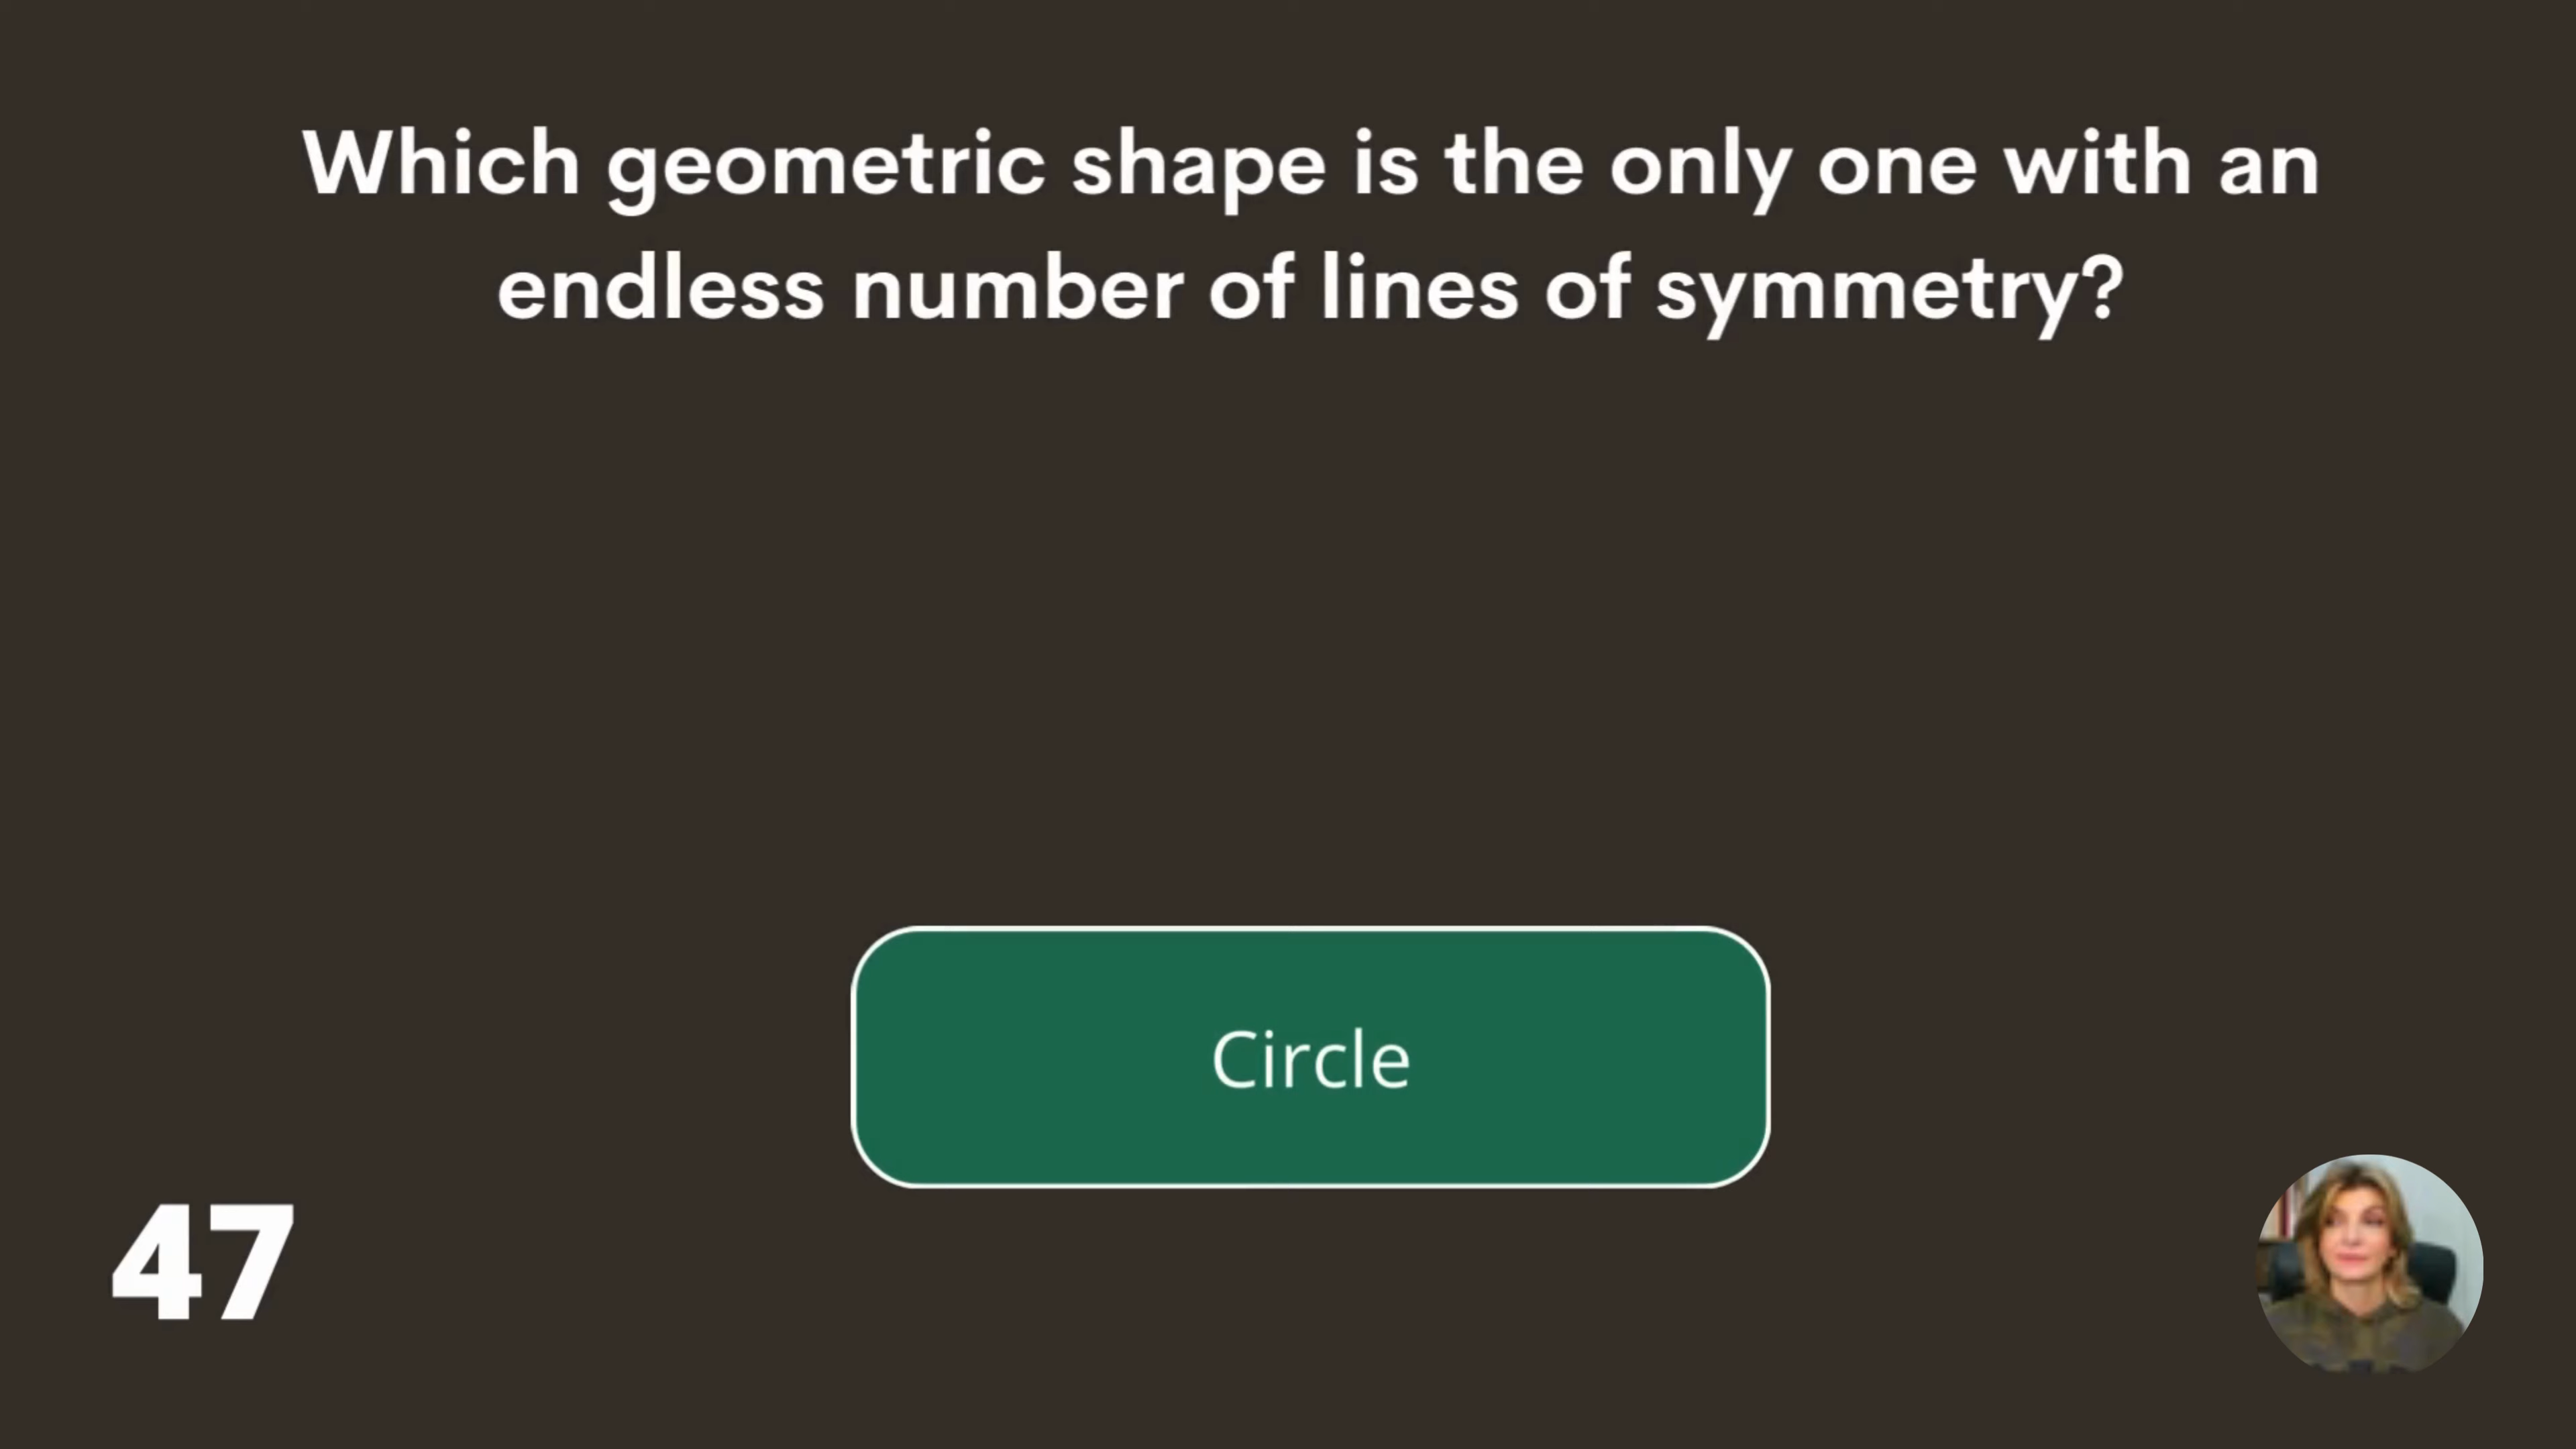 Which geometric shape is the only one with an
endless number of lines of symmetry?
Circle
47